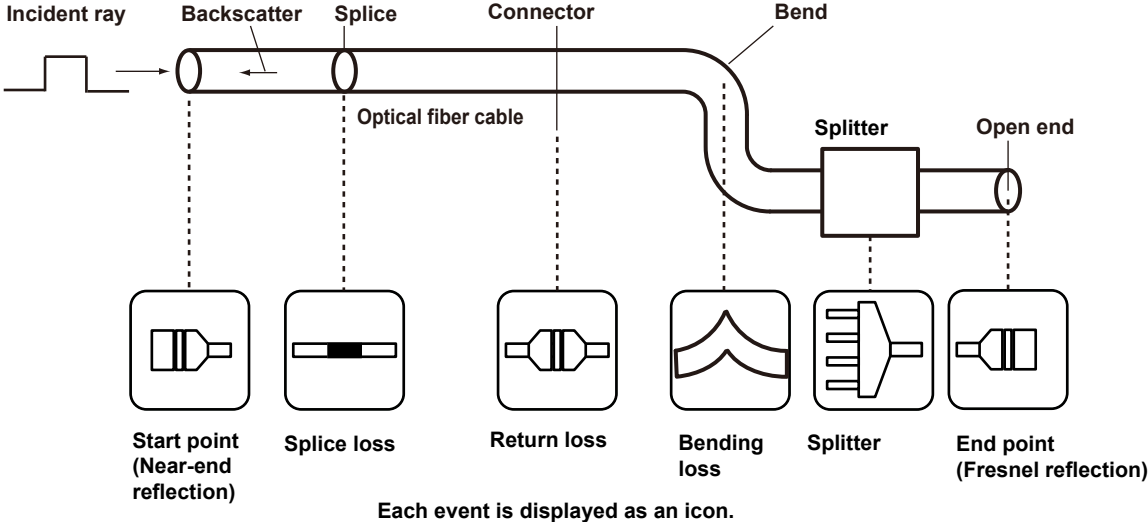 Incident ray
Backscatter
Splice
Connector
Bend
Optical fiber cable
Splitter
Open end
Start point
(Near-end
reflection)
Splice loss
Return loss
Bending
loss
Splitter
End point
(Fresnel reflection)
Each event is displayed as an icon.